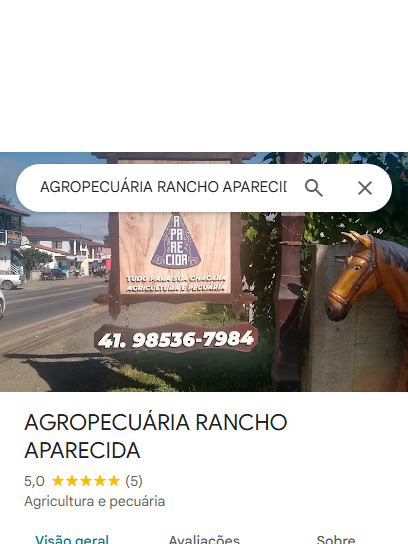 AGROPECUÁRIA RANCHO APARECID
A
PA
RE
CIDA
TUDO PARA SUA CHÁCARA
AGRICULTURA E PECUÁRIA
41. 98536-7984
AGROPECUÁRIA RANCHO
APARECIDA
5,0 ★★★★★ (5)
Agricultura e pecuária
Visão geral Avaliações Sobre